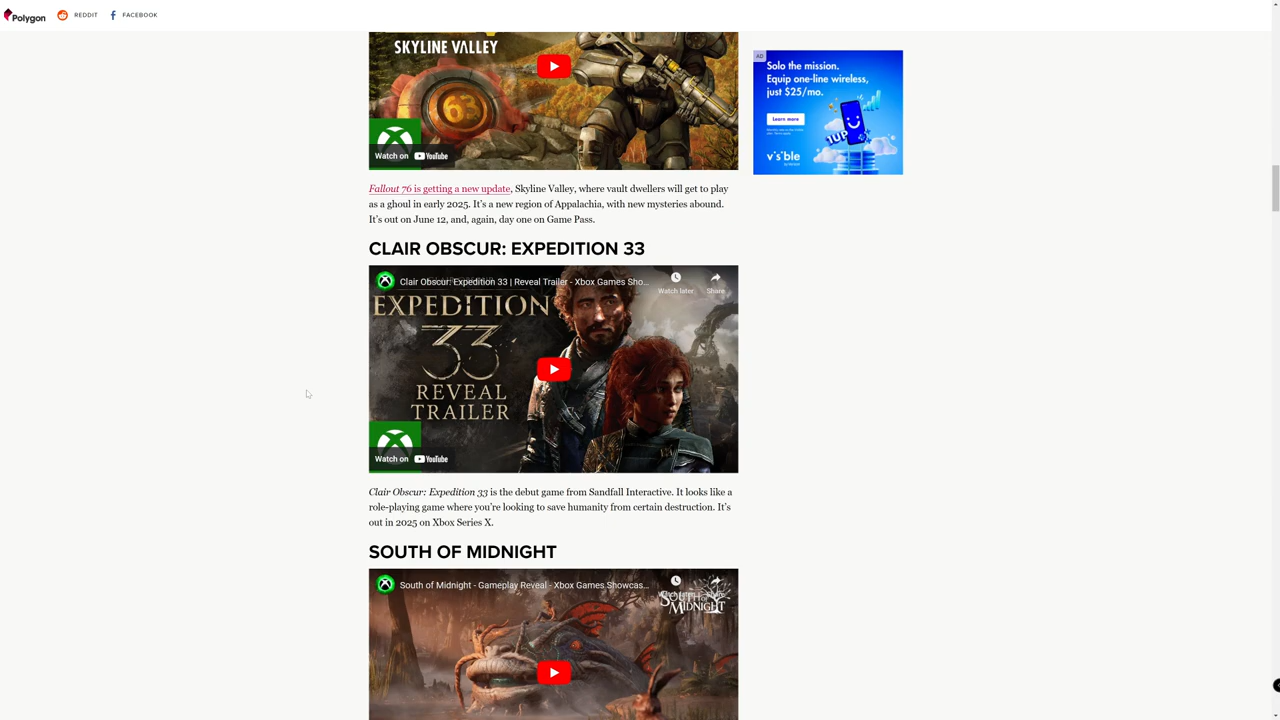 Polygon
REDDIT
FACEBOOK
SKYLINE VALLEY
63
Watch on YouTube
AD
Solo the mission.
Equip one-line wireless,
just $25/mo.
Learn more
1UP
visible
Fallout 76 is getting a new update, Skyline Valley, where vault dwellers will get to play
as a ghoul in early 2025. It's a new region of Appalachia, with new mysteries abound.
It's out on June 12, and, again, day one on Game Pass.
CLAIR OBSCUR: EXPEDITION 33
Clair Obscur: Expedition 33 | Reveal Trailer - Xbox Games Sho...
Watch later
Share
EXPEDITION
33
REVEAL
TRAILER
Watch on YouTube
Clair Obscur: Expedition 33 is the debut game from Sandfall Interactive. It looks like a
role-playing game where you're looking to save humanity from certain destruction. It's
out in 2025 on Xbox Series X.
SOUTH OF MIDNIGHT
South of Midnight - Gameplay Reveal - Xbox Games Showcas...
Watch later
Share
SOUTH OF
MIDNIGHT